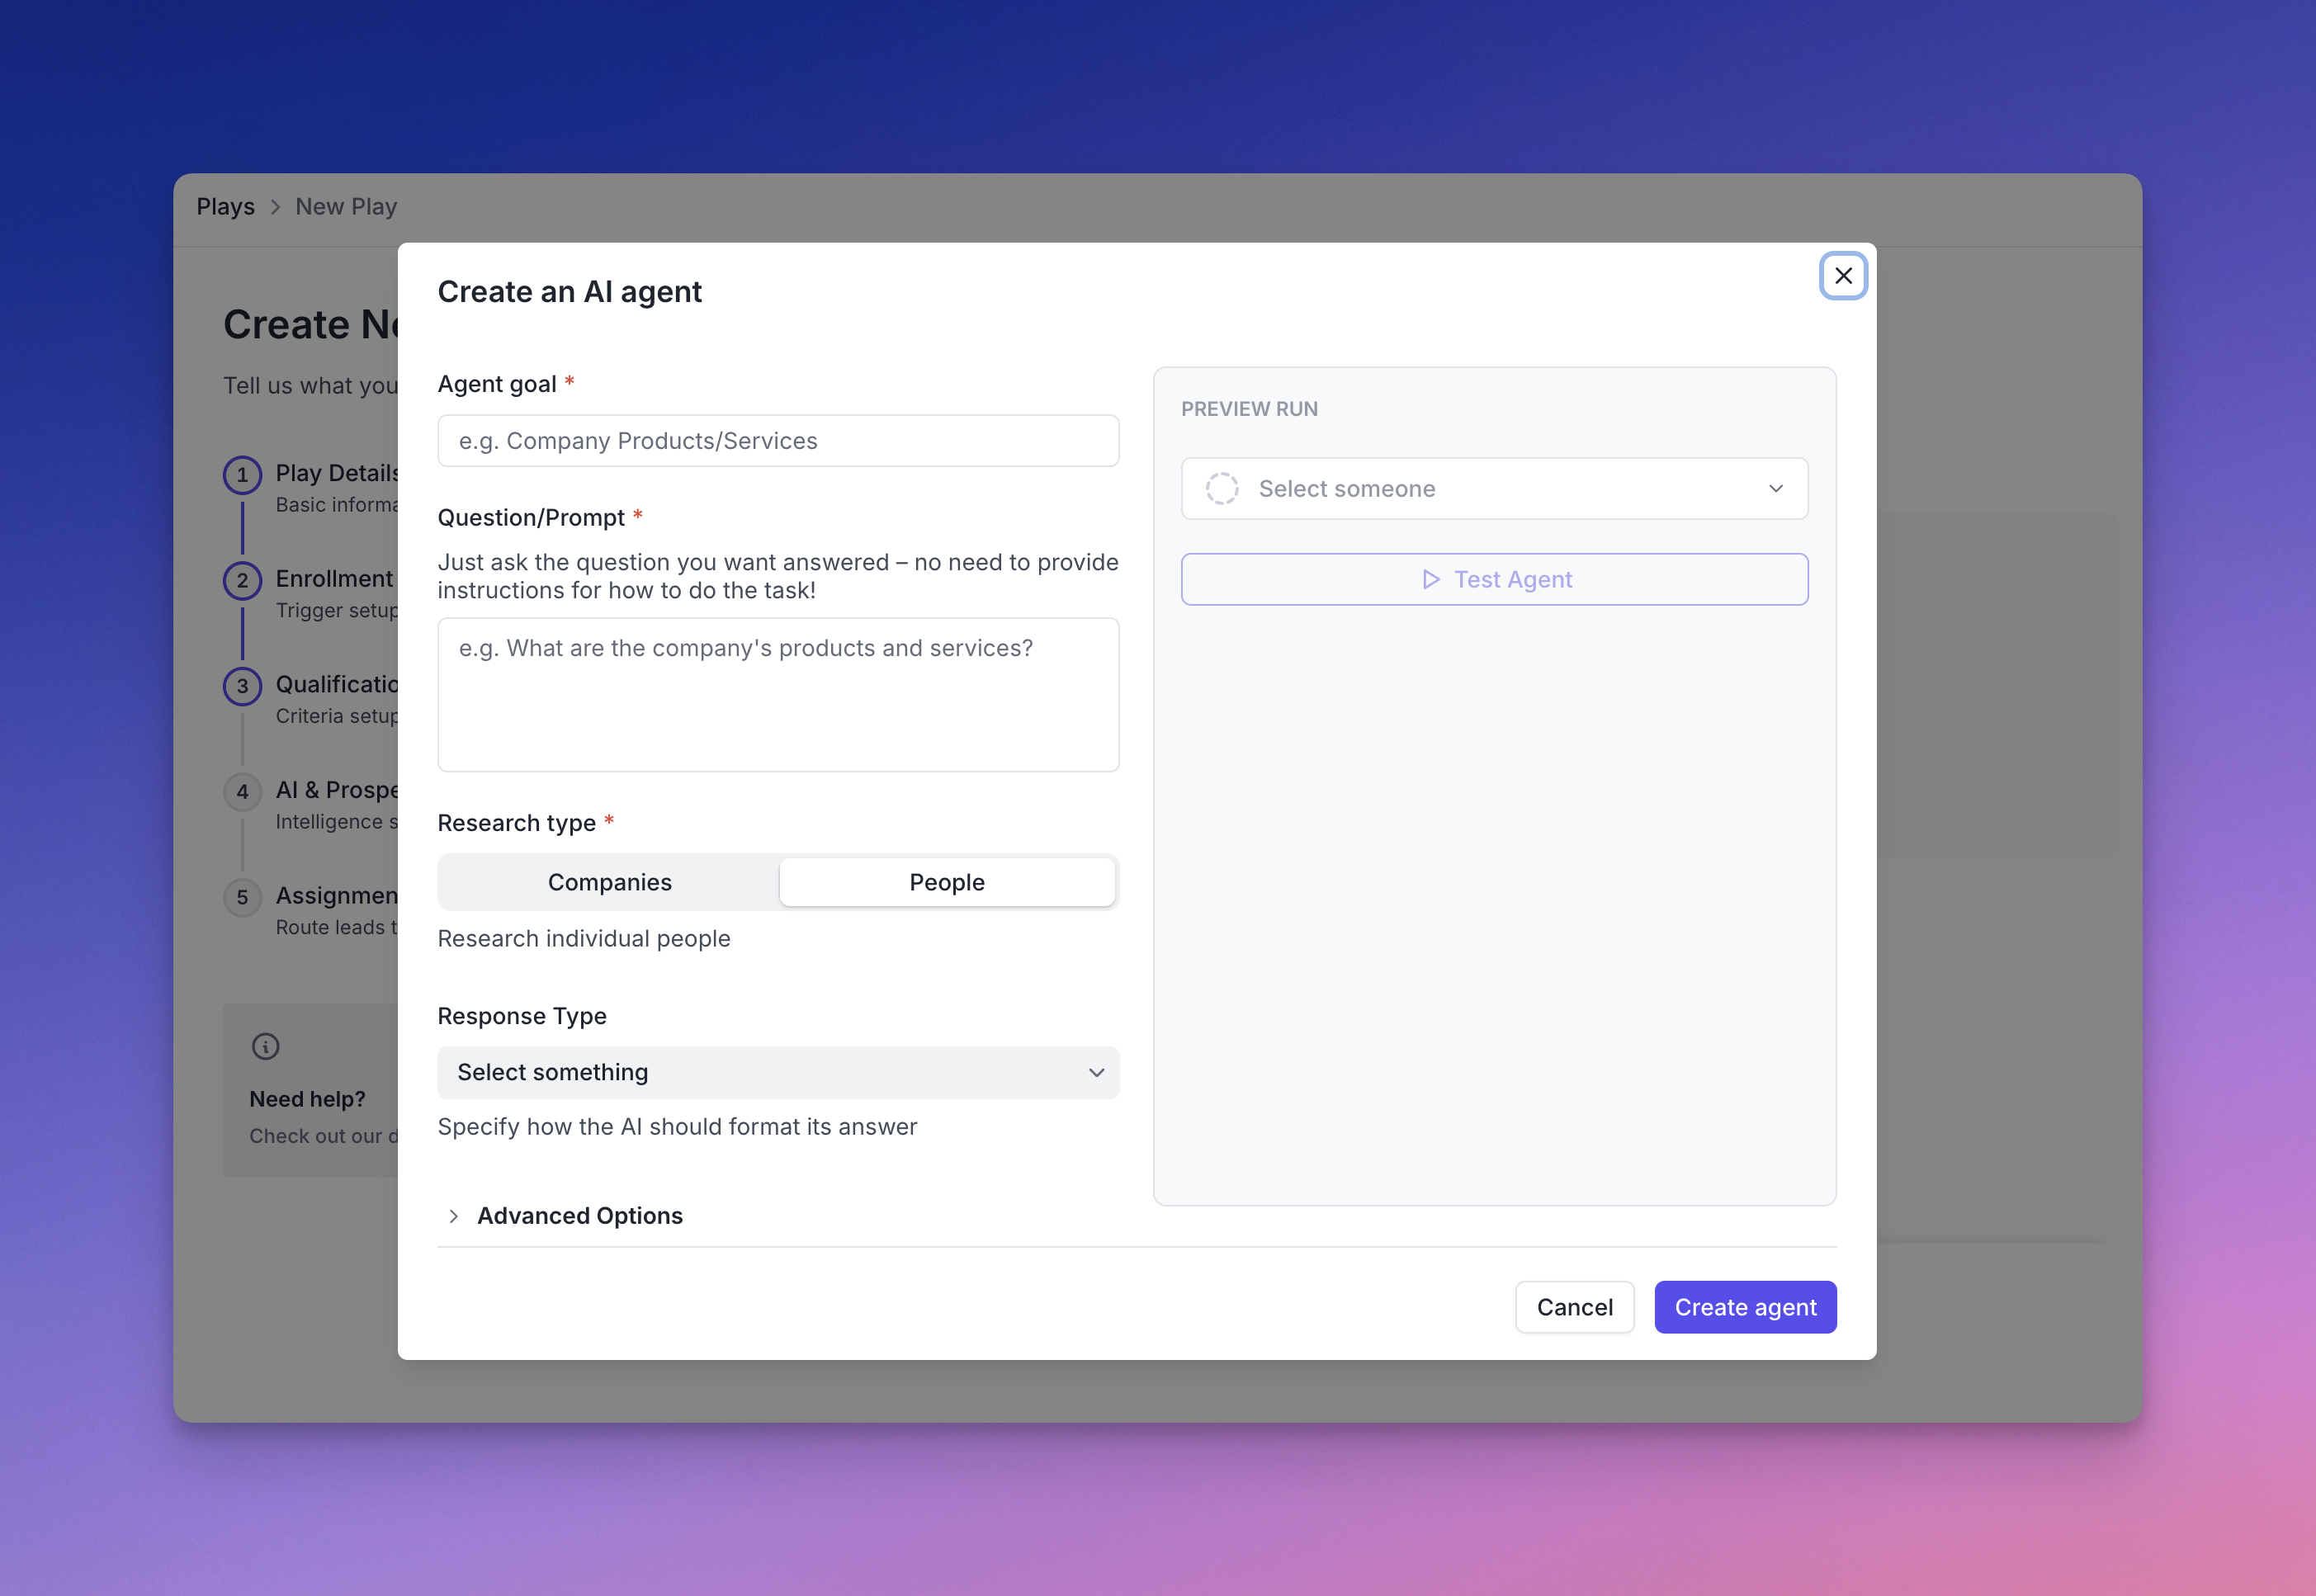 Plays > New Play
Create an AI agent
Create Ne
Tell us what you
1 Play Details
Basic informa
2 Enrollment
Trigger setup
3 Qualificatio
Criteria setup
4 AI & Prospe
Intelligence s
5 Assignmen
Route leads t
Need help?
Check out our d
Agent goal *
e.g. Company Products/Services
Question/Prompt *
Just ask the question you want answered – no need to provide
instructions for how to do the task!
e.g. What are the company's products and services?
Research type *
Companies People
Research individual people
Response Type
Select something
Specify how the AI should format its answer
Advanced Options
PREVIEW RUN
Select someone
Test Agent
Cancel Create agent